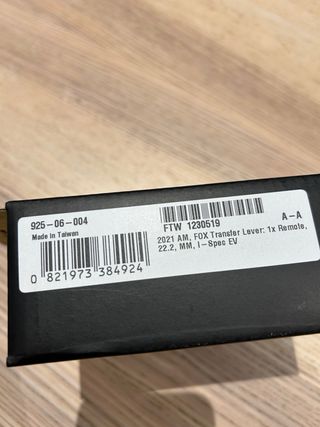 925-06-004
Made in Taiwan
0 821973 384924
FTW 1230519
A-A
2021 AM, FOX Transfer Lever: 1x Remote,
22.2, MM, I-Spec EV